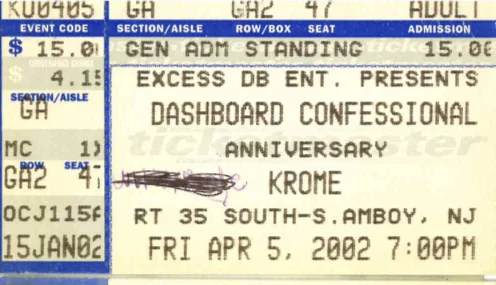 KU0405 GA GA2 47 ADULT
EVENT CODE SECTION/AISLE ROW/BOX SEAT ADMISSION
$ 15.00 GEN ADM STANDING 15.00
$ 4.15 EXCESS DB ENT. PRESENTS
SECTION/AISLE
GA DASHBOARD CONFESSIONAL
ticketmaster
MC 1X ANNIVERSARY
ROW SEAT
GA2 47 KROME
OCJ115A RT 35 SOUTH-S.AMBOY, NJ
15JAN02 FRI APR 5, 2002 7:00PM